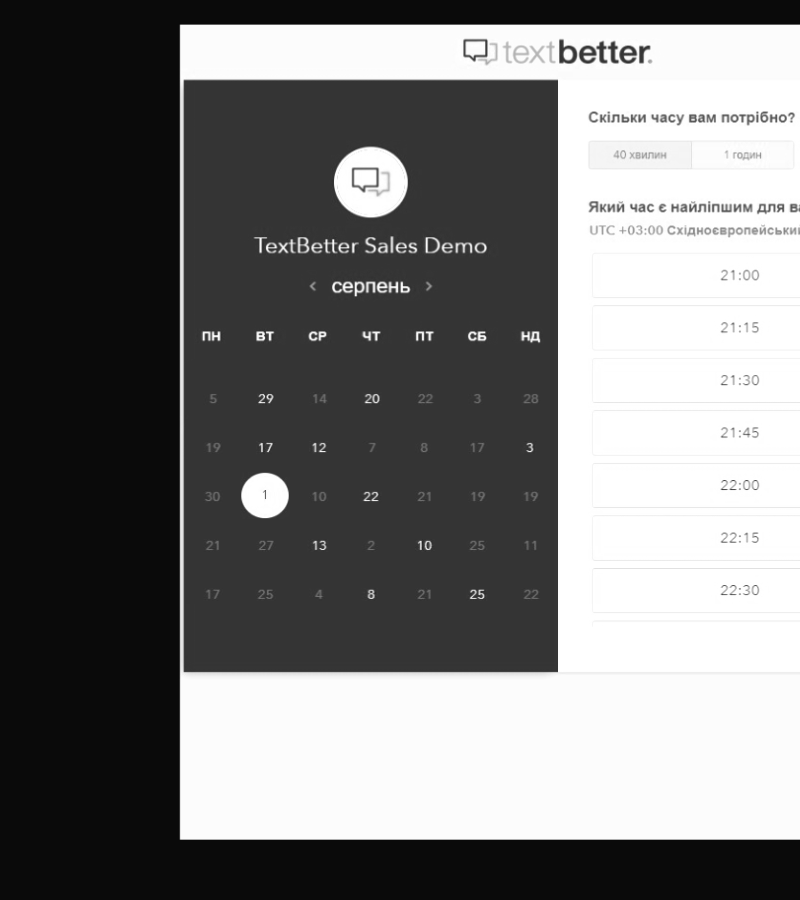 textbetter.
TextBetter Sales Demo
серпень
ПН ВТ СР ЧТ ПТ СБ НД
5 29 14 20 22 3 28
19 17 12 7 8 17 3
30 1 10 22 21 19 19
21 27 13 2 10 25 11
17 25 4 8 21 25 22
Скільки часу вам потрібно?
40 хвилин 1 годин
Який час є найліпшим для
UTC +03:00
21:00
21:15
21:30
21:45
22:00
22:15
22:30